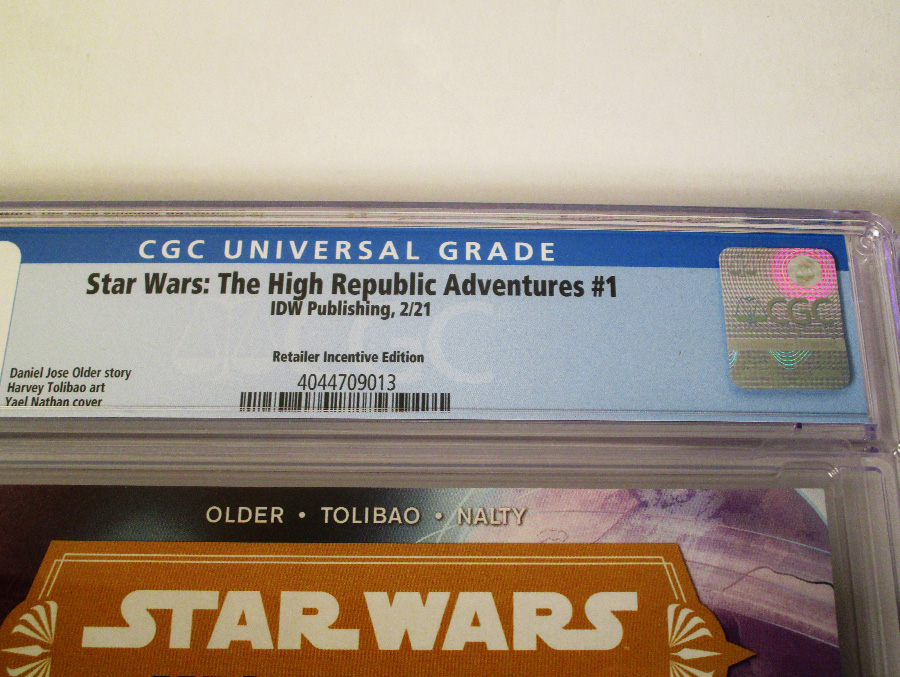 CGC UNIVERSAL GRADE
Star Wars: The High Republic Adventures #1
IDW Publishing, 2/21
Retailer Incentive Edition
4044709013
Daniel Jose Older story
Harvey Tolibao art
Yael Nathan cover
CGC
OLDER • TOLIBAO • NALTY
STAR WARS